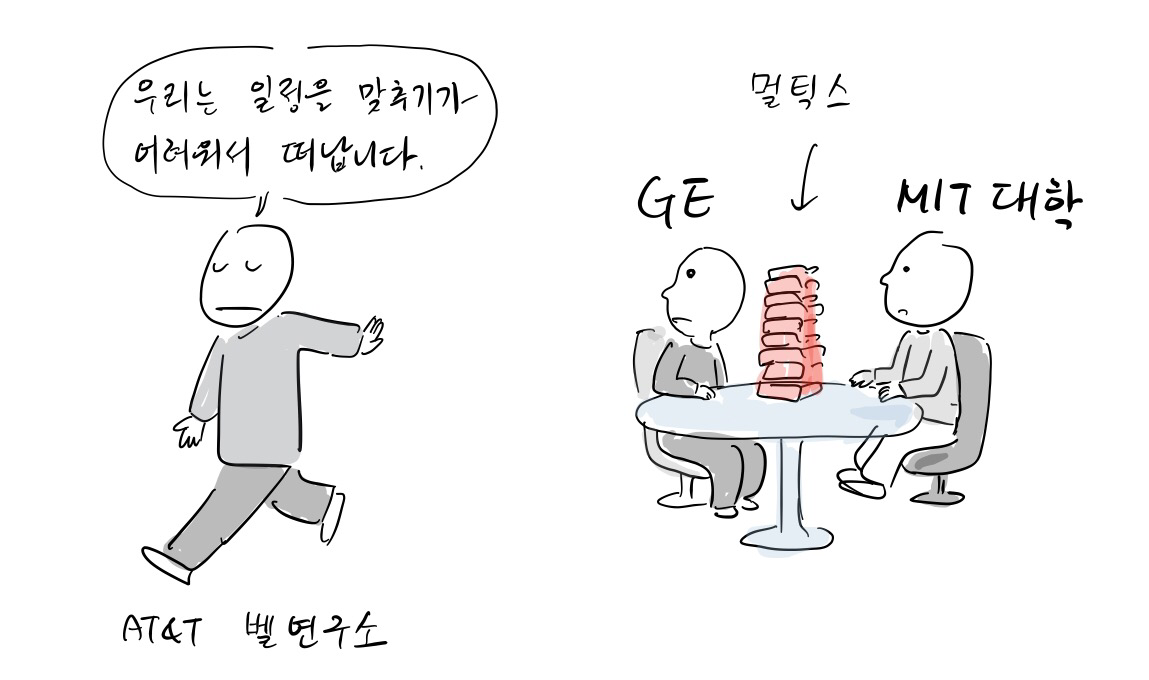 우리는 일정을 맞추기가
어려워서 떠납니다.
멀틱스
GE
MIT 대학
AT&T 벨 연구소